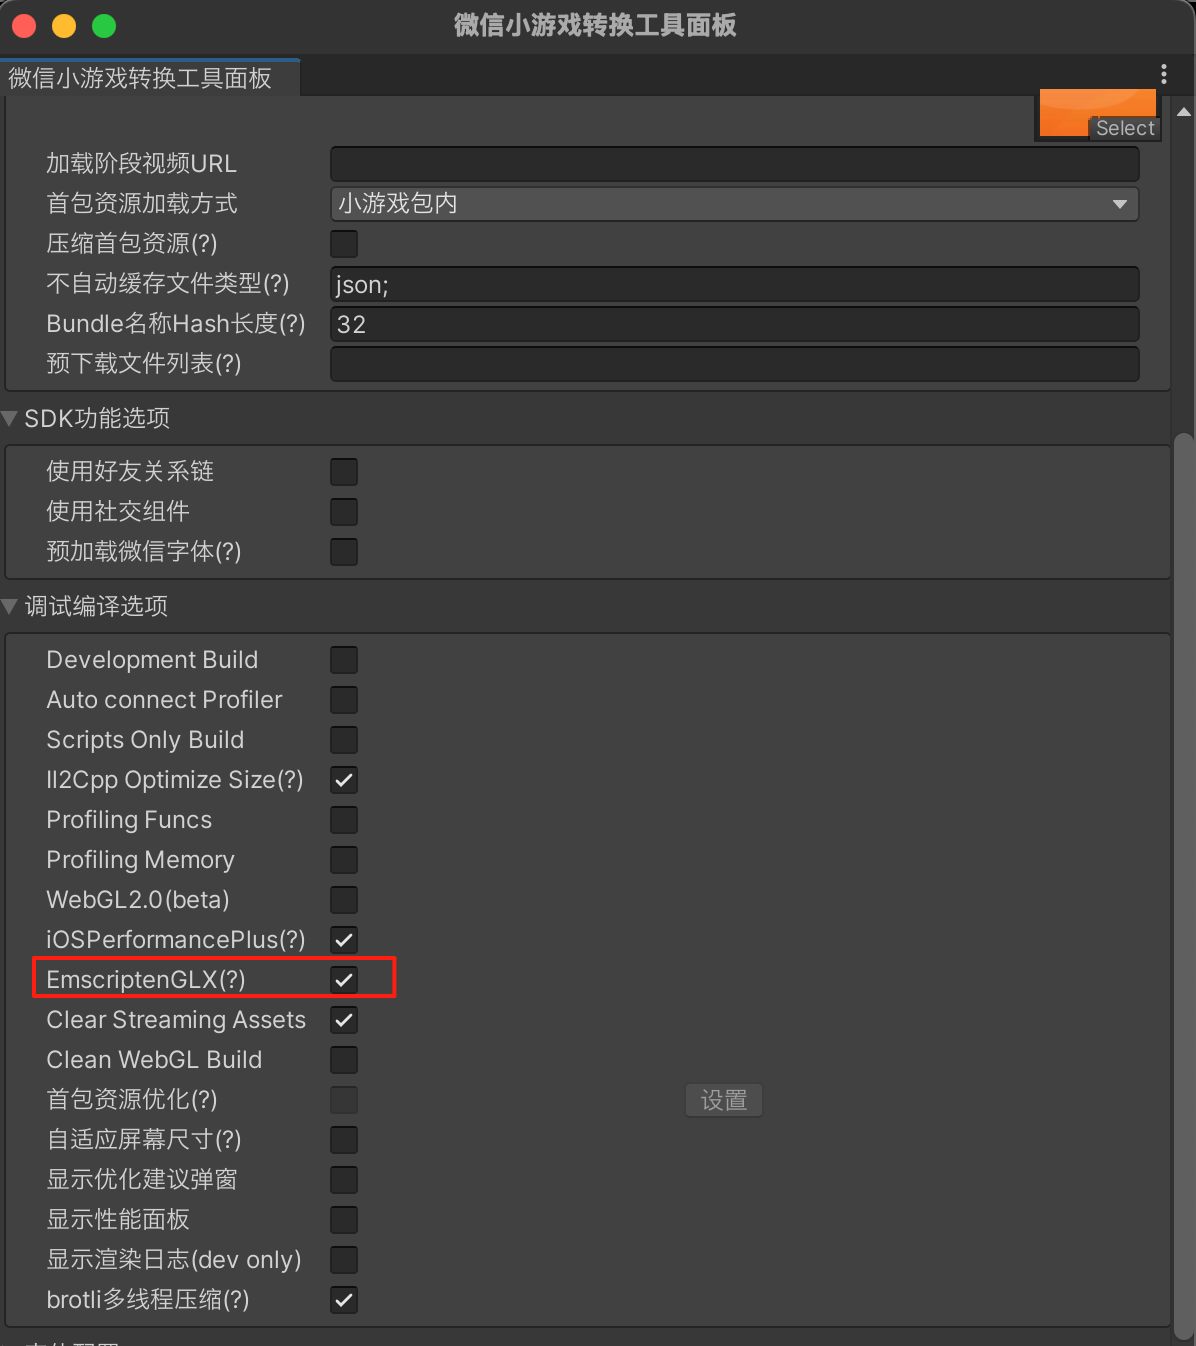 微信小游戏转换工具面板
微信小游戏转换工具面板
Select
加载阶段视频URL
首包资源加载方式 小游戏包内
压缩首包资源(?)
不自动缓存文件类型(?) json;
Bundle名称Hash长度(?) 32
预下载文件列表(?)
SDK功能选项
使用好友关系链
使用社交组件
预加载微信字体(?)
调试编译选项
Development Build
Auto connect Profiler
Scripts Only Build
Il2Cpp Optimize Size(?)
Profiling Funcs
Profiling Memory
WebGL2.0(beta)
iOSPerformancePlus(?)
EmscriptenGLX(?)
Clear Streaming Assets
Clean WebGL Build
首包资源优化(?) 设置
自适应屏幕尺寸(?)
显示优化建议弹窗
显示性能面板
显示渲染日志(dev only)
brotli多线程压缩(?)